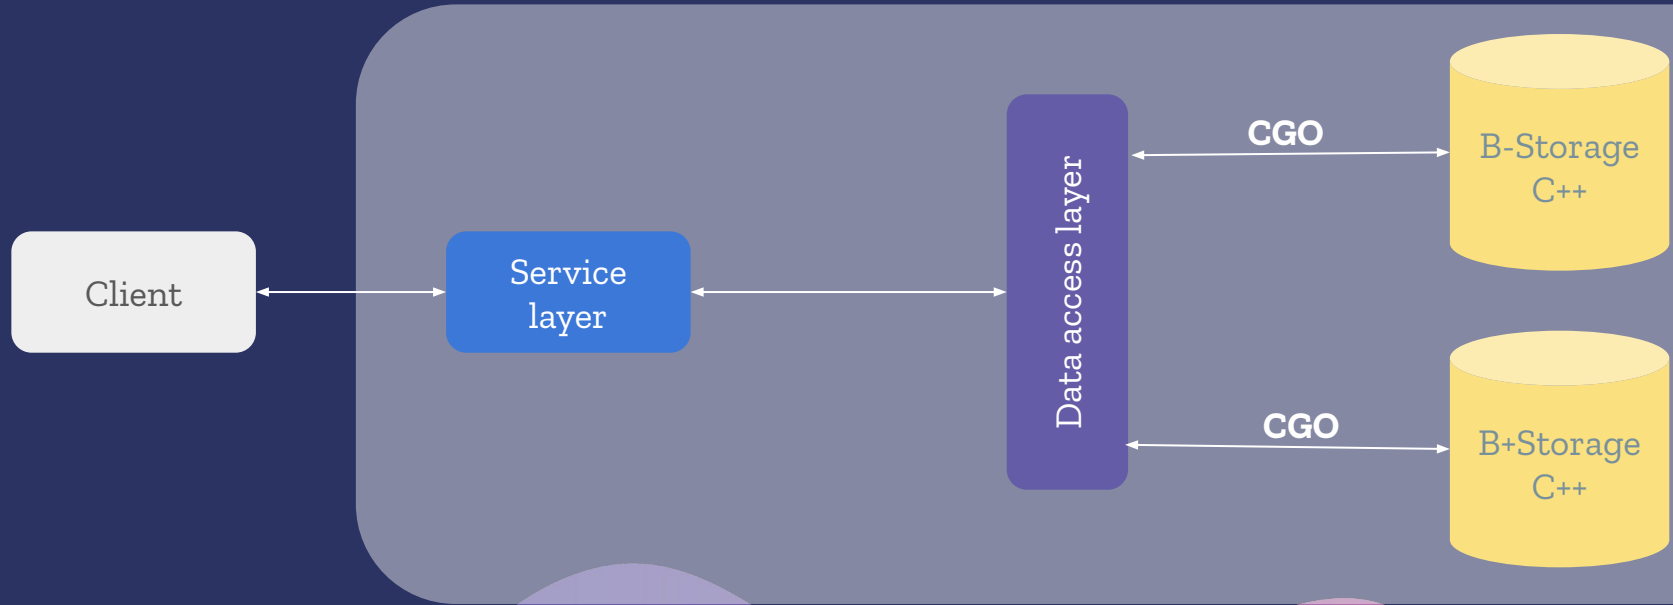 Client
Service
layer
Data access layer
CGO
B-Storage
C++
CGO
B+Storage
C++